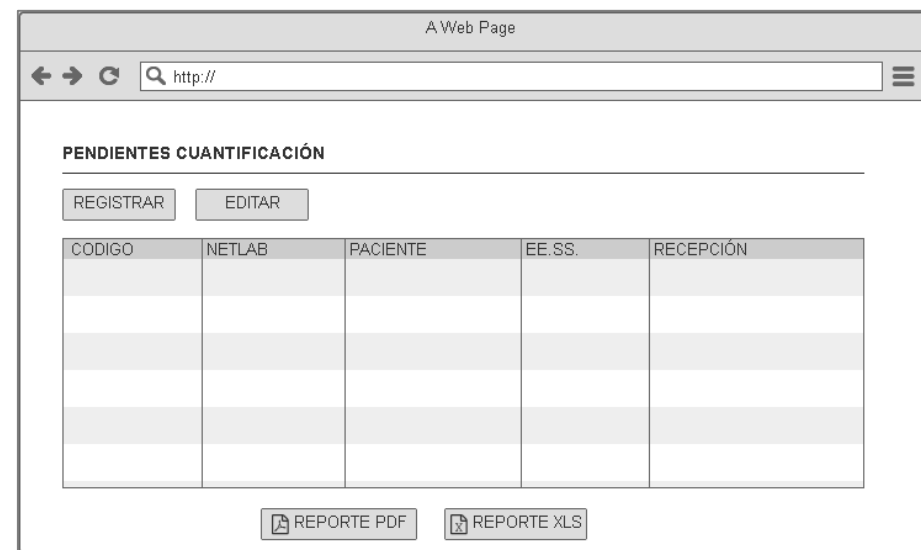 A Web Page
http://
PENDIENTES CUANTIFICACIÓN
REGISTRAR EDITAR
CODIGO NETLAB PACIENTE EE.SS. RECEPCIÓN
REPORTE PDF REPORTE XLS